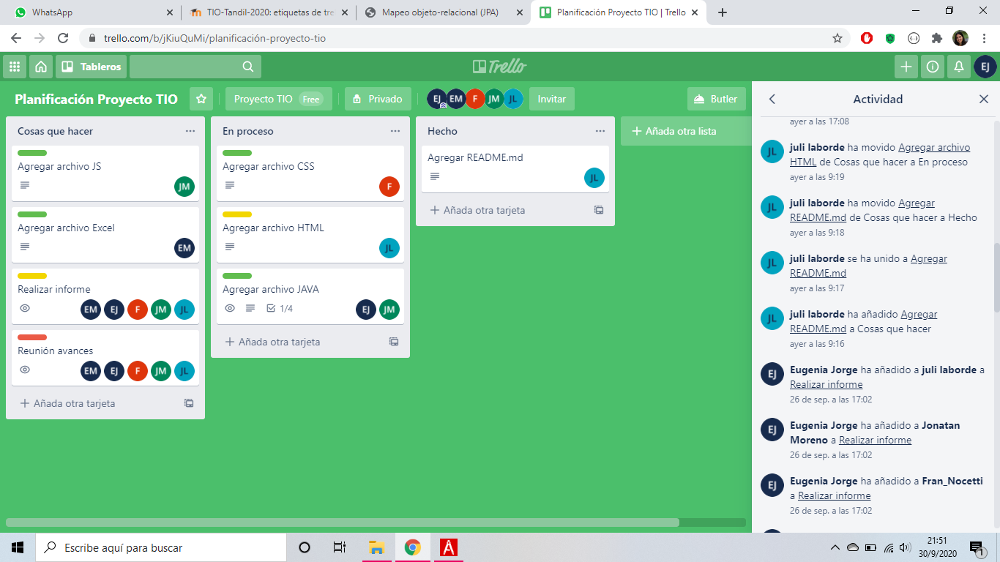 WhatsApp
TIO-Tandil-2020: etiquetas de tre
Mapeo objeto-relacional (JPA)
Planificación Proyecto TIO | Trello
trello.com/b/jKiuQuMi/planificación-proyecto-tio
Tableros
Trello
EJ
Planificación Proyecto TIO
Proyecto TIO Free
Privado
EJ EM F JM JL
Invitar
Butler
Cosas que hacer
Agregar archivo JS
JM
Agregar archivo Excel
EM
Realizar informe
EM EJ F JM JL
Reunión avances
EM EJ F JM JL
Añada otra tarjeta
En proceso
Agregar archivo CSS
F
Agregar archivo HTML
JL
Agregar archivo JAVA
1/4 EJ JM
Añada otra tarjeta
Hecho
Agregar README.md
JL
Añada otra tarjeta
Añada otra lista
Actividad
ayer a las 17:08
JL
juli laborde ha movido Agregar archivo
HTML de Cosas que hacer a En proceso
ayer a las 9:19
JL
juli laborde ha movido Agregar
README.md de Cosas que hacer a Hecho
ayer a las 9:18
JL
juli laborde se ha unido a Agregar
README.md
ayer a las 9:17
JL
juli laborde ha añadido Agregar
README.md a Cosas que hacer
ayer a las 9:16
EJ
Eugenia Jorge ha añadido a juli laborde a
Realizar informe
26 de sep. a las 17:02
EJ
Eugenia Jorge ha añadido a Jonatan
Moreno a Realizar informe
26 de sep. a las 17:02
EJ
Eugenia Jorge ha añadido a Fran_Nocetti
a Realizar informe
26 de sep. a las 17:02
Escribe aquí para buscar
21:51
30/9/2020
1